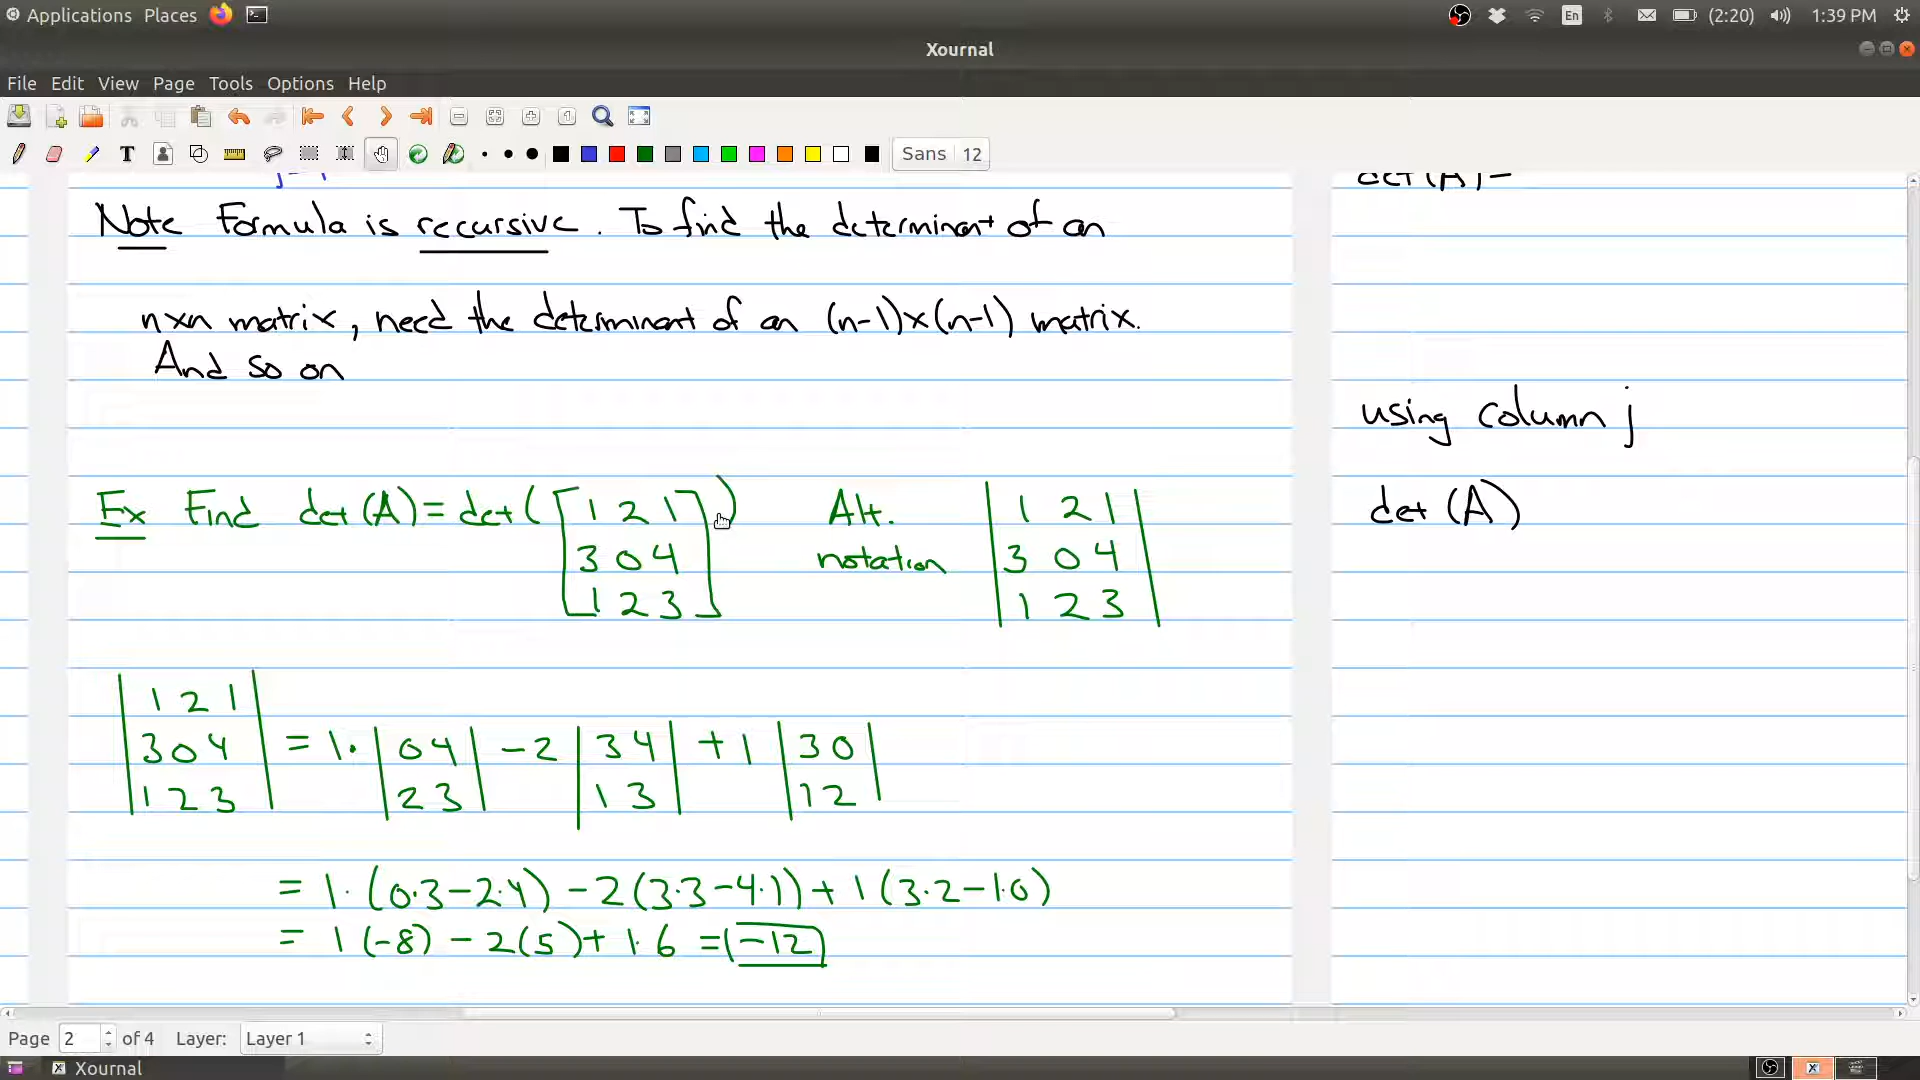 Applications Places En (2:20) 1:39 PM
Xournal
File Edit View Page Tools Options Help
Sans 12
j=1
Note Formula is recursive. To find the determinant of an
nxn matrix, need the determinant of an (n-1)x(n-1) matrix.
And so on
Ex Find det(A) = det([1 2 1) Alt. |1 2 1|
3 0 4 notation |3 0 4|
1 2 3] |1 2 3|
|1 2 1|
|3 0 4| = 1· |0 4| - 2 |3 4| + 1 |3 0|
|1 2 3| |2 3| |1 3| |1 2|
= 1·(0·3-2·4) - 2(3·3-4·1) + 1(3·2-1·0)
= 1(-8) - 2(5) + 1·6 = -12
det(A)=
using column j
det(A)
Page 2 of 4 Layer: Layer 1
Xournal